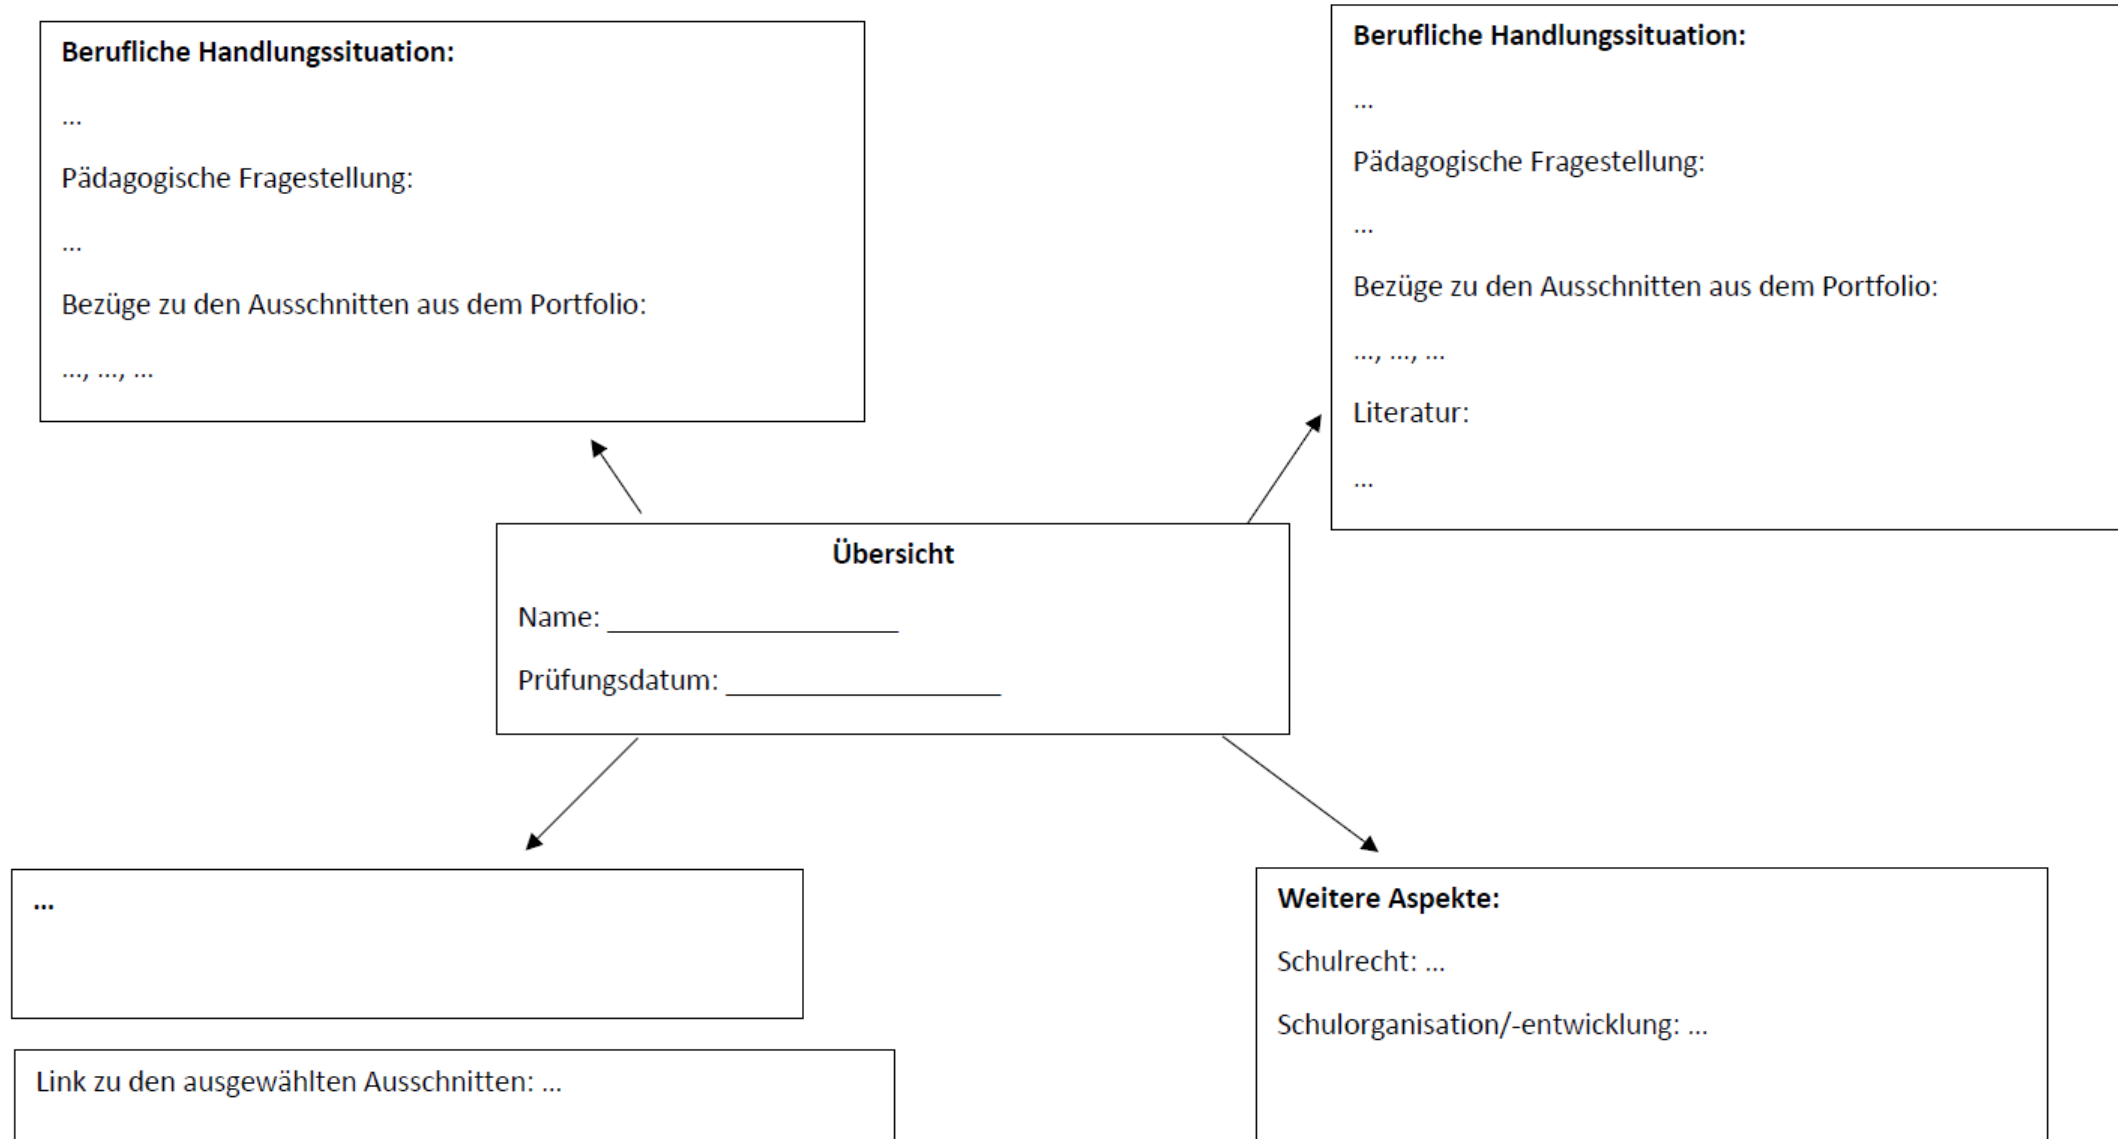 Berufliche Handlungssituation:
...
Pädagogische Fragestellung:
...
Bezüge zu den Ausschnitten aus dem Portfolio:
..., ..., ...
Berufliche Handlungssituation:
...
Pädagogische Fragestellung:
...
Bezüge zu den Ausschnitten aus dem Portfolio:
..., ..., ...
Literatur:
...
Übersicht
Name: ____________________
Prüfungsdatum: ___________________
...
Link zu den ausgewählten Ausschnitten: ...
Weitere Aspekte:
Schulrecht: ...
Schulorganisation/-entwicklung: ...